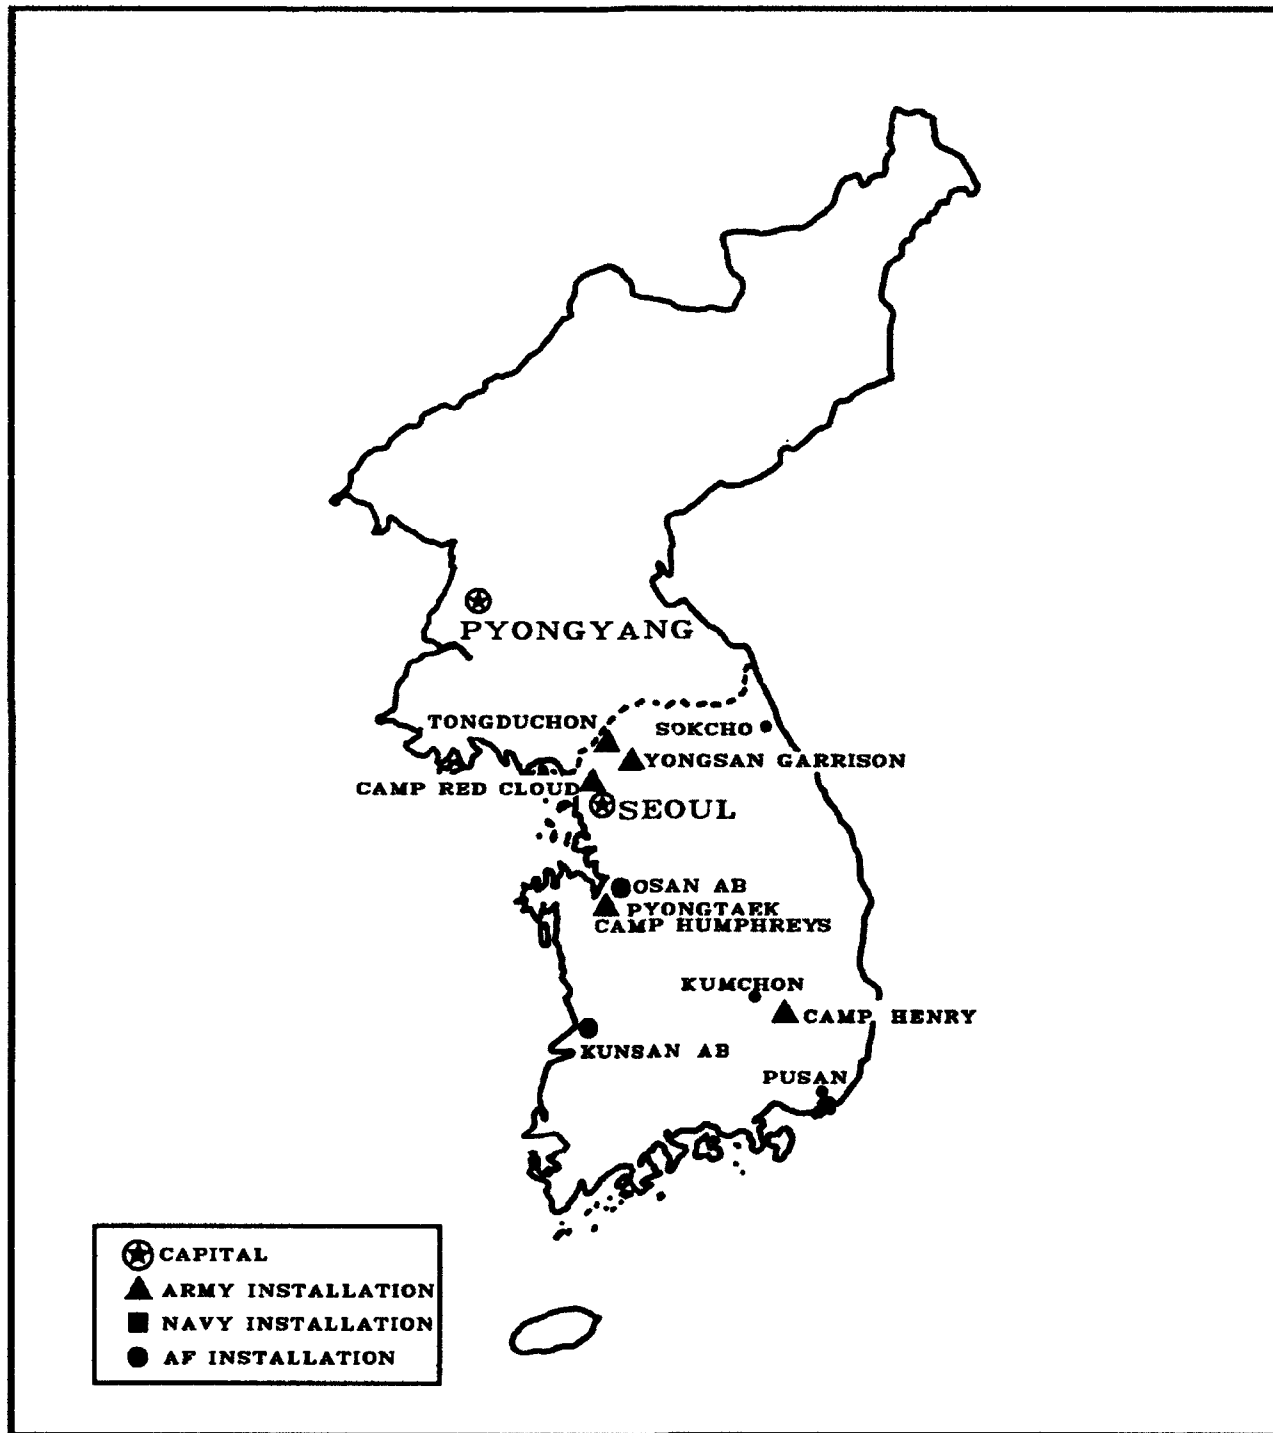 PYONGYANG
TONGDUCHON
SOKCHO
YONGSAN GARRISON
CAMP RED CLOUD
SEOUL
OSAN AB
PYONGTAEK
CAMP HUMPHREYS
KUMCHON
CAMP HENRY
KUNSAN AB
PUSAN
CAPITAL
ARMY INSTALLATION
NAVY INSTALLATION
AF INSTALLATION